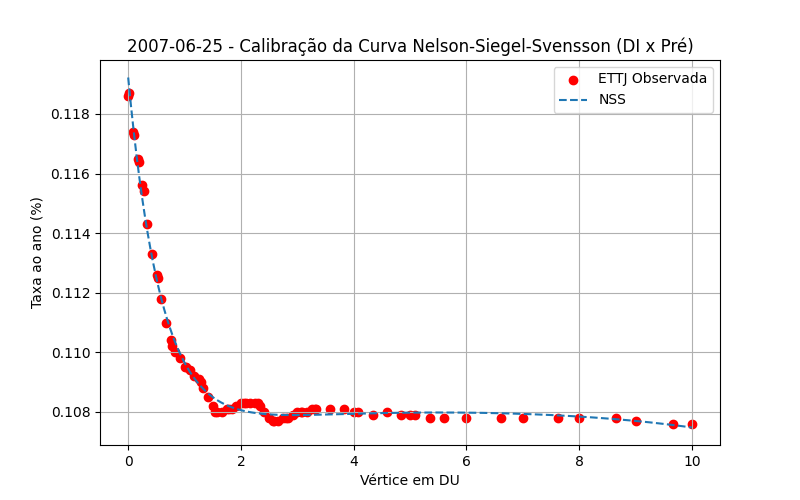 2007-06-25 - Calibração da Curva Nelson-Siegel-Svensson (DI x Pré)
ETTJ Observada
NSS
Taxa ao ano (%)
0.118
0.116
0.114
0.112
0.110
0.108
0
2
4
6
8
10
Vértice em DU